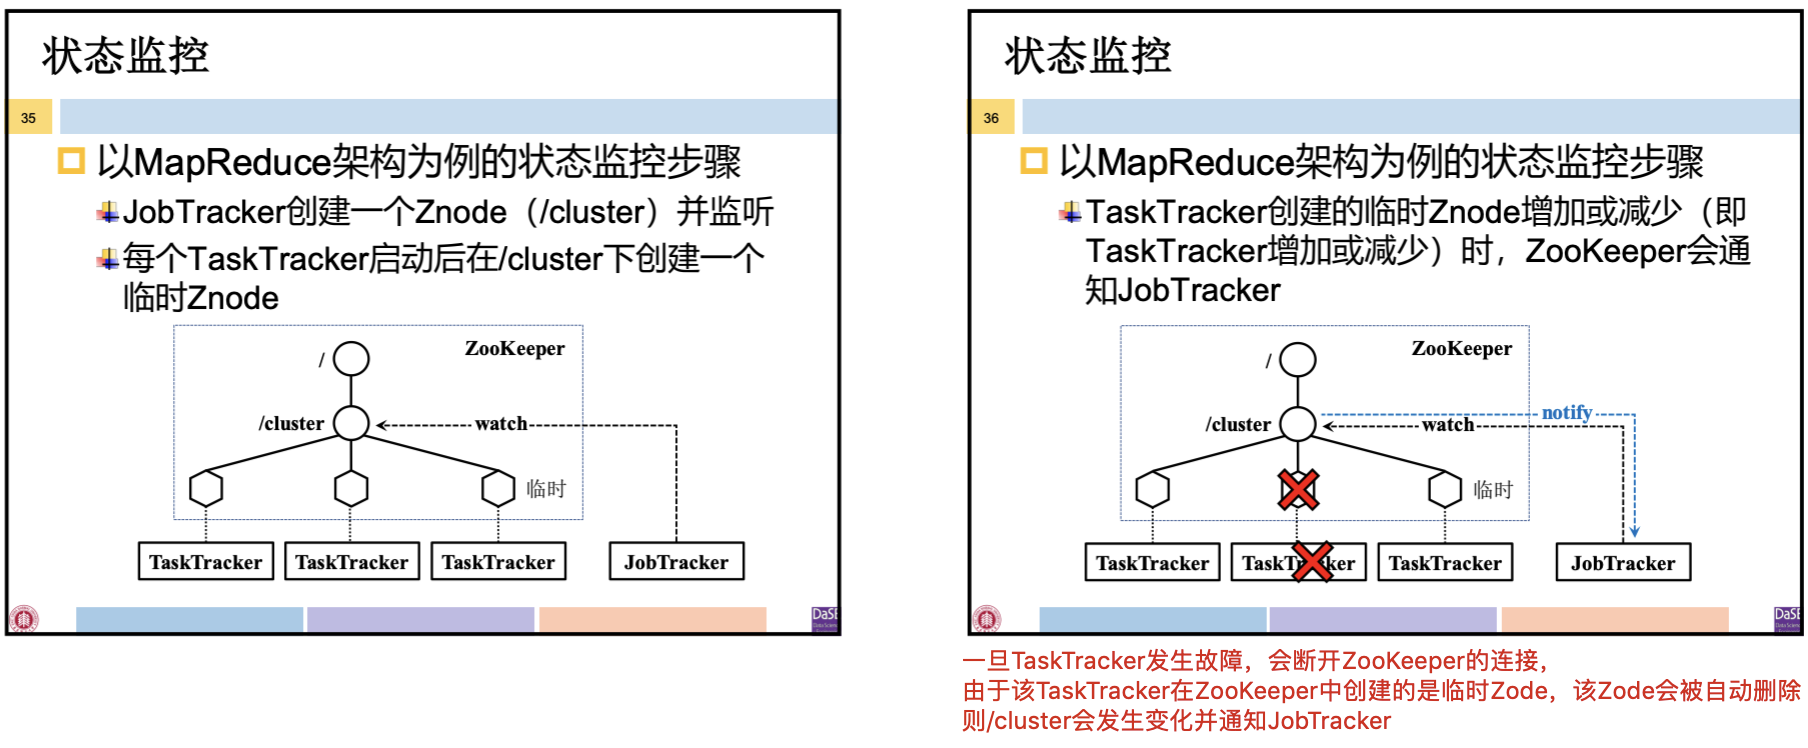 状态监控
35
以MapReduce架构为例的状态监控步骤
JobTracker创建一个Znode（/cluster）并监听
每个TaskTracker启动后在/cluster下创建一个
临时Znode
ZooKeeper
/
/cluster
watch
临时
TaskTracker
TaskTracker
TaskTracker
JobTracker
DaSE
状态监控
36
以MapReduce架构为例的状态监控步骤
TaskTracker创建的临时Znode增加或减少（即
TaskTracker增加或减少）时，ZooKeeper会通
知JobTracker
ZooKeeper
/
notify
/cluster
watch
临时
TaskTracker
TaskTracker
TaskTracker
JobTracker
DaSE
一旦TaskTracker发生故障，会断开ZooKeeper的连接，
由于该TaskTracker在ZooKeeper中创建的是临时Zode，该Zode会被自动删除
则/cluster会发生变化并通知JobTracker